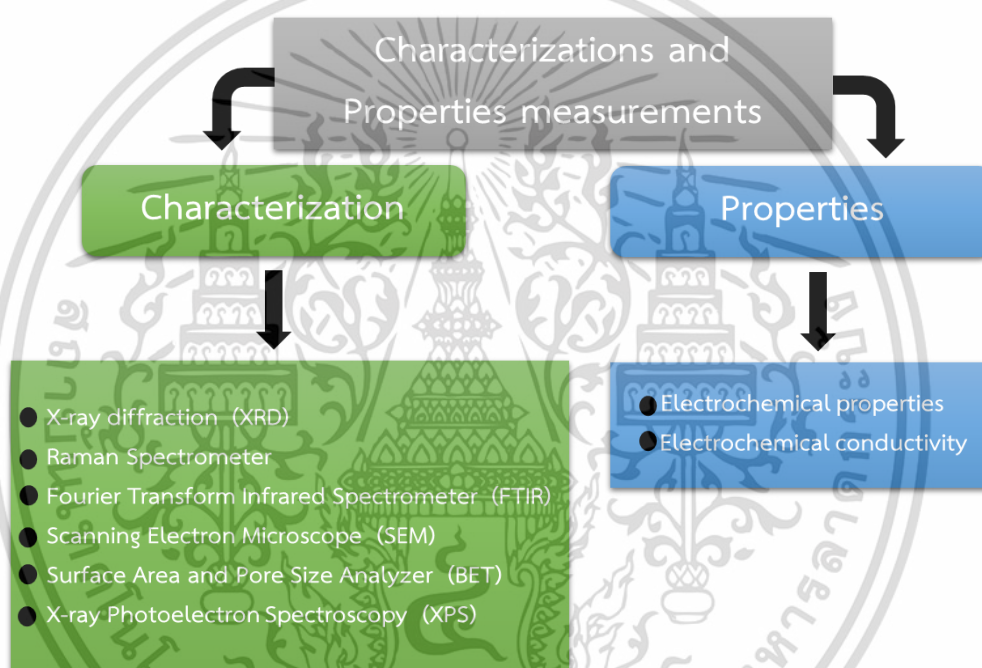 Characterizations and
Properties measurements
Characterization
Properties
● X-ray diffraction (XRD)
● Raman Spectrometer
● Fourier Transform Infrared Spectrometer (FTIR)
● Scanning Electron Microscope (SEM)
● Surface Area and Pore Size Analyzer (BET)
● X-ray Photoelectron Spectroscopy (XPS)
● Electrochemical properties
● Electrochemical conductivity